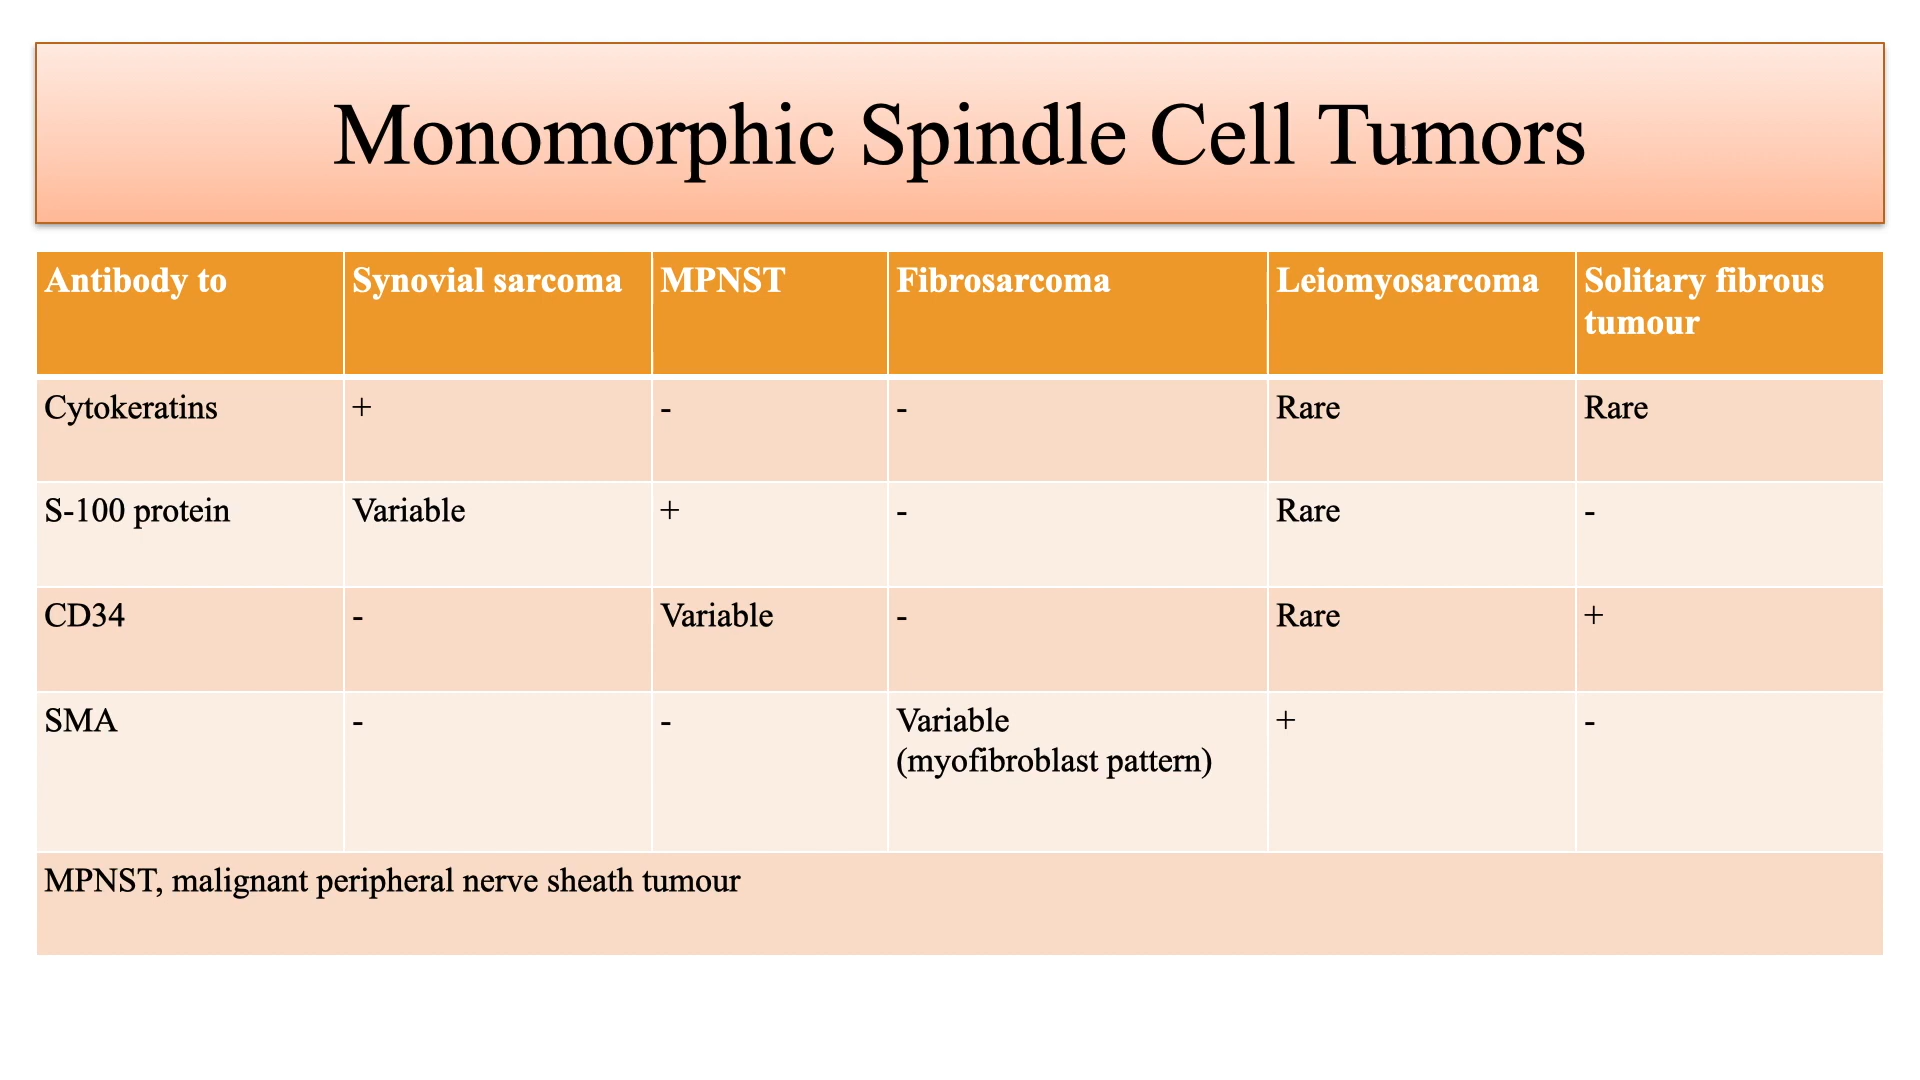 Monomorphic Spindle Cell Tumors
Antibody to Synovial sarcoma MPNST Fibrosarcoma Leiomyosarcoma Solitary fibrous
tumour
Cytokeratins + - - Rare Rare
S-100 protein Variable + - Rare -
CD34 - Variable - Rare +
SMA - - Variable + -
(myofibroblast pattern)
MPNST, malignant peripheral nerve sheath tumour